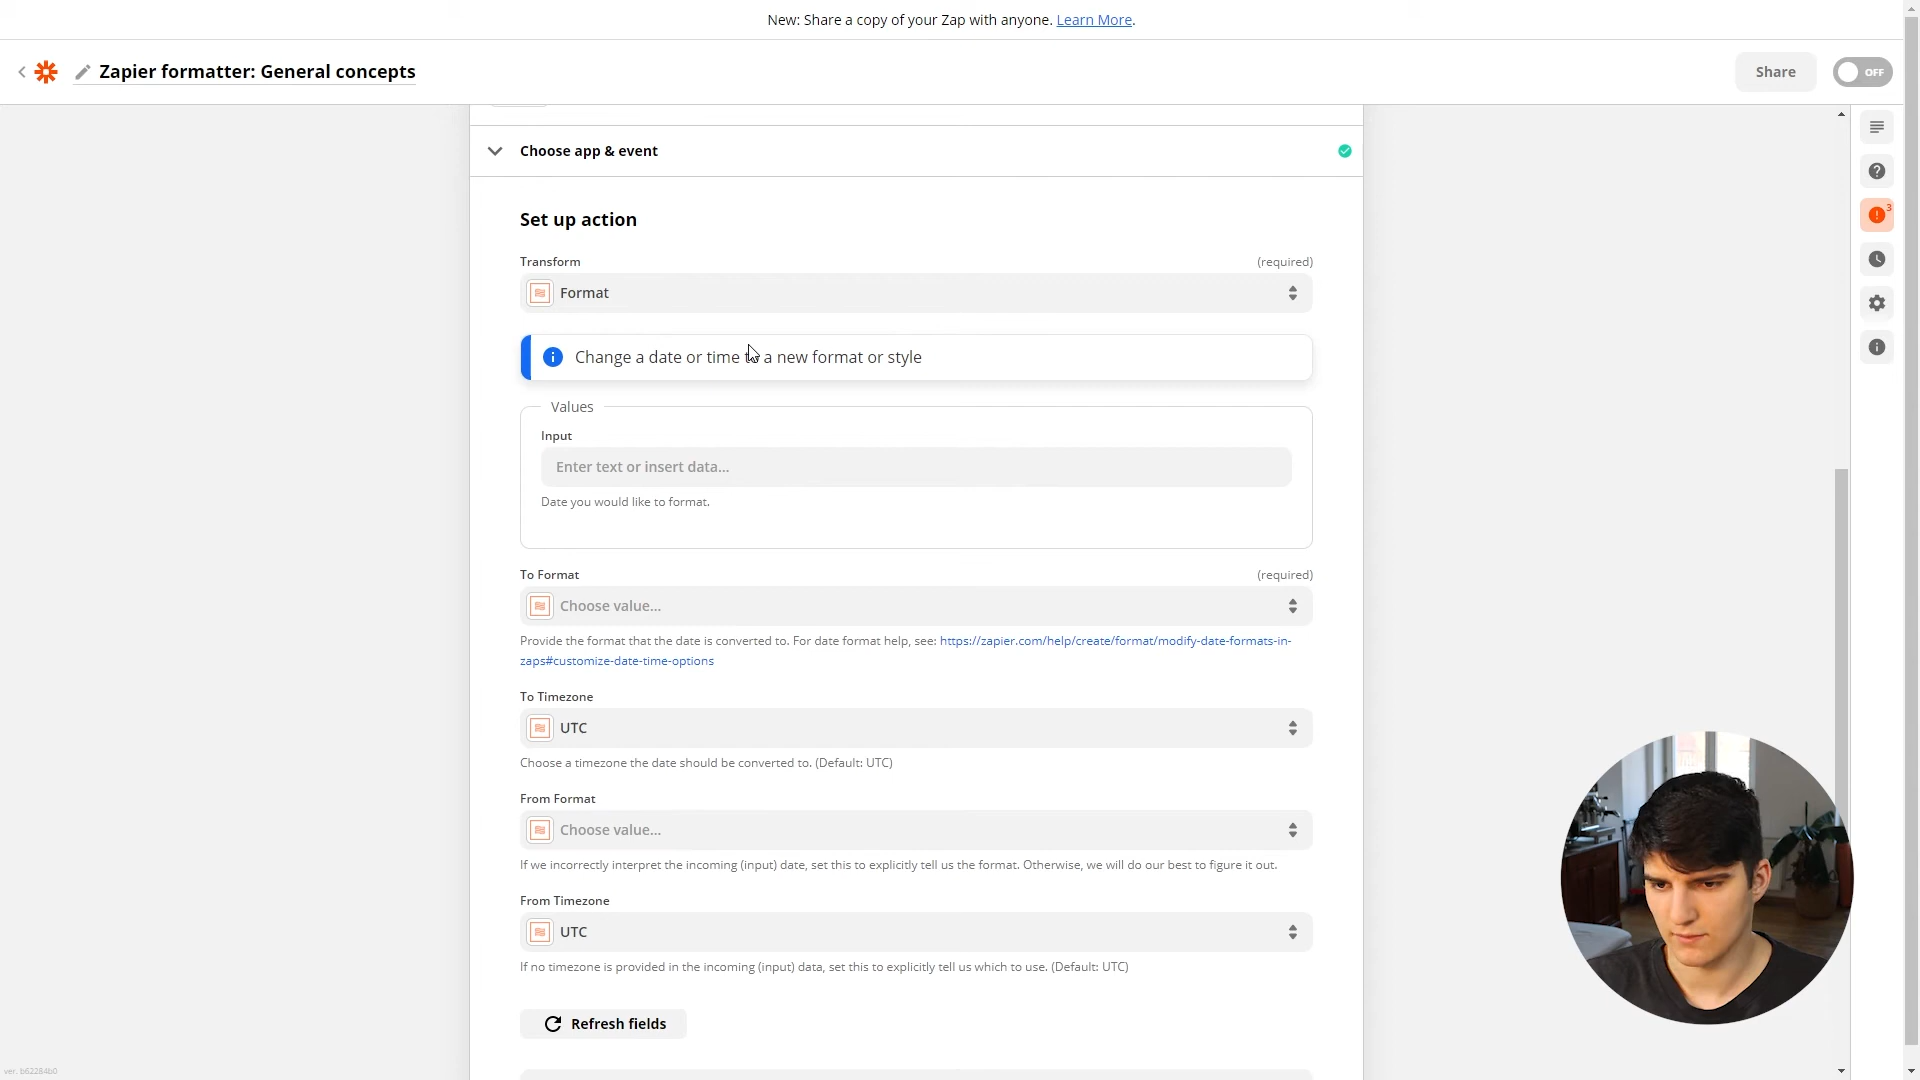 New: Share a copy of your Zap with anyone. Learn More.
Zapier formatter: General concepts
Share
OFF
Choose app & event
3
Set up action
Transform
(required)
Format
Change a date or time to a new format or style
Values
Input
Enter text or insert data...
Date you would like to format.
To Format
(required)
Choose value...
Provide the format that the date is converted to. For date format help, see: https://zapier.com/help/create/format/modify-date-formats-in-
zaps#customize-date-time-options
To Timezone
UTC
Choose a timezone the date should be converted to. (Default: UTC)
From Format
Choose value...
If we incorrectly interpret the incoming (input) date, set this to explicitly tell us the format. Otherwise, we will do our best to figure it out.
From Timezone
UTC
If no timezone is provided in the incoming (input) data, set this to explicitly tell us which to use. (Default: UTC)
Refresh fields
ver. b62284b0